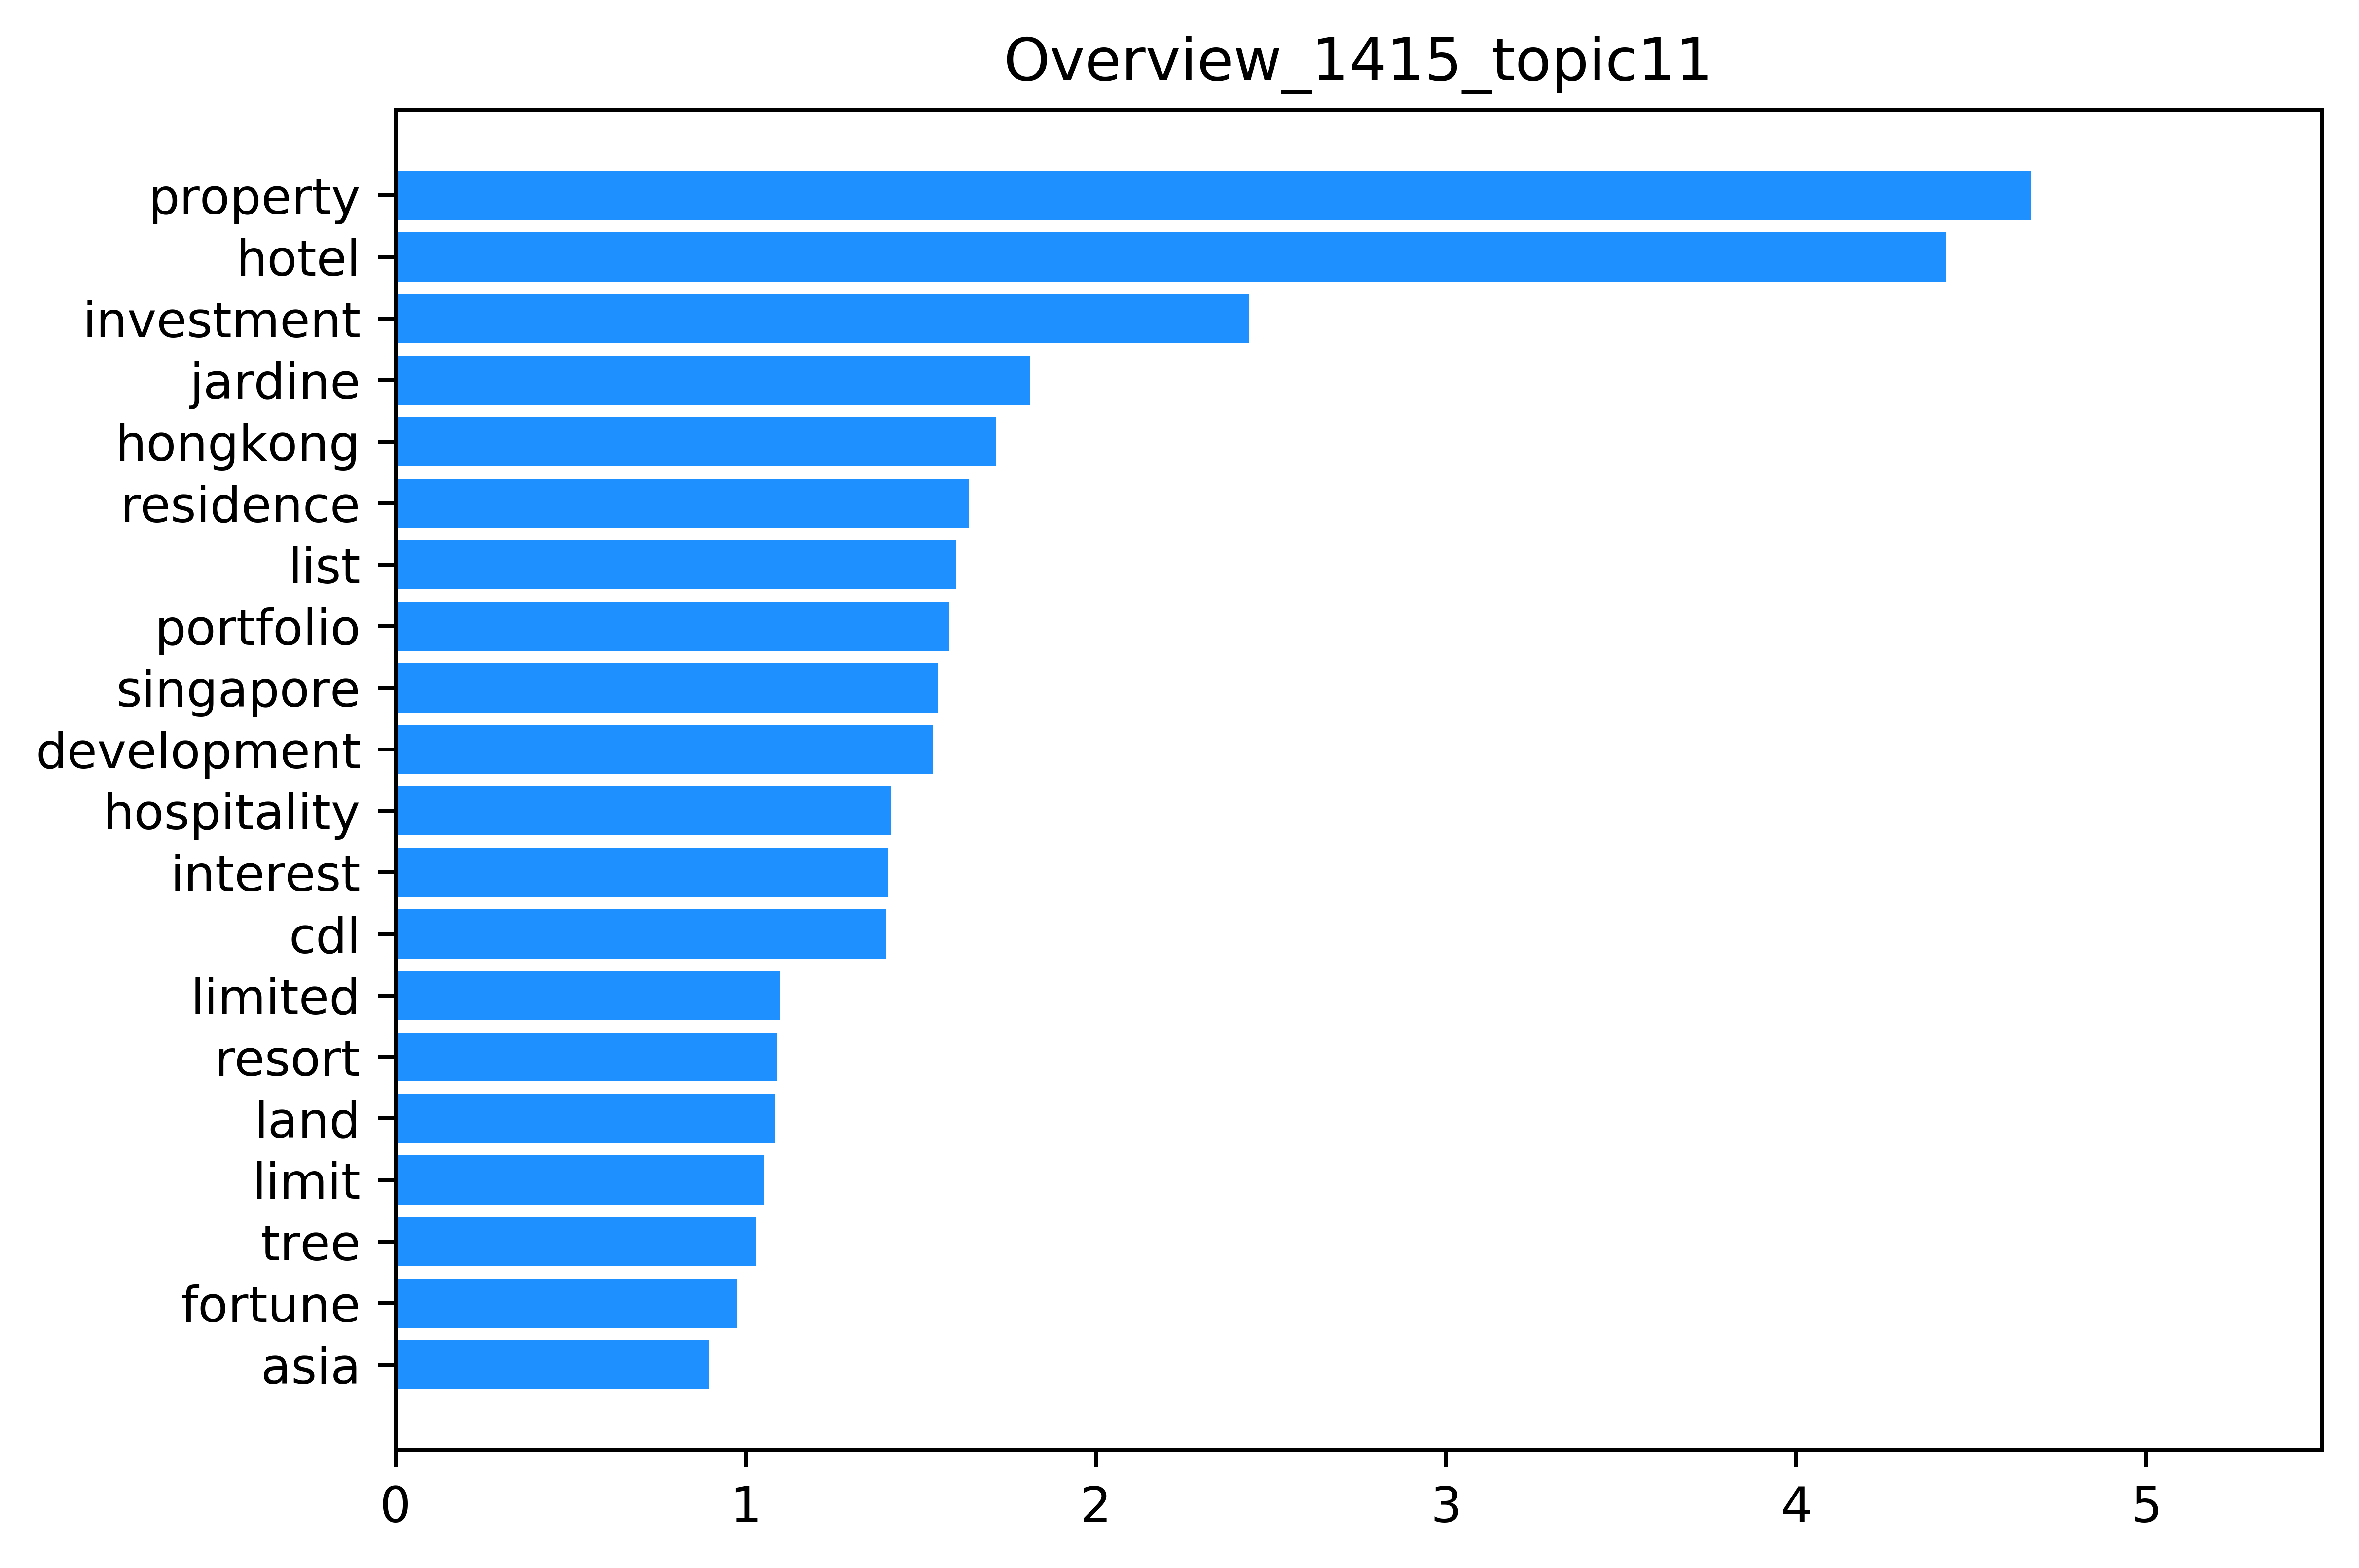 Overview_1415_topic11
property
hotel
investment
jardine
hongkong
residence
list
portfolio
singapore
development
hospitality
interest
cdl
limited
resort
land
limit
tree
fortune
asia
0 1 2 3 4 5